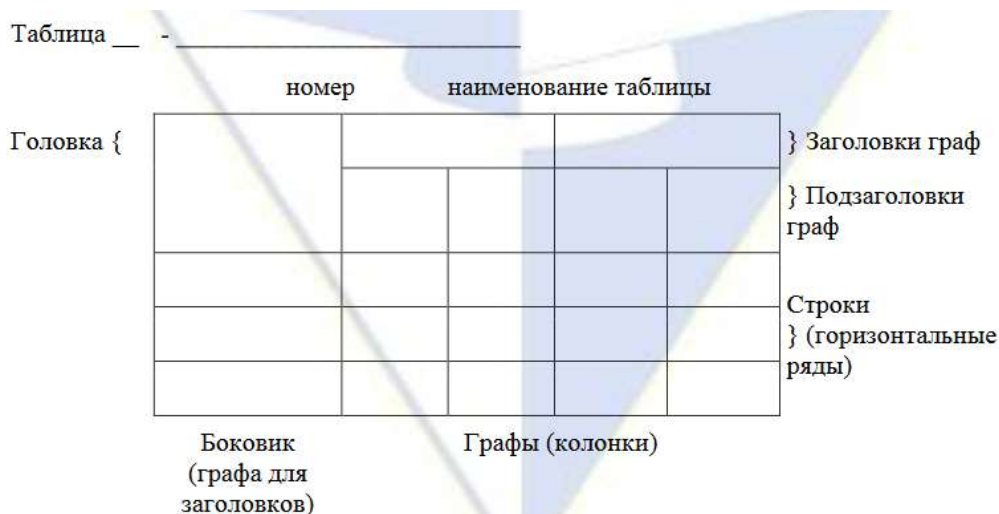 Таблица __ - ______________________________
номер наименование таблицы
Головка { } Заголовки граф
} Подзаголовки
граф
Строки
} (горизонтальные
ряды)
Боковик Графы (колонки)
(графа для
заголовков)